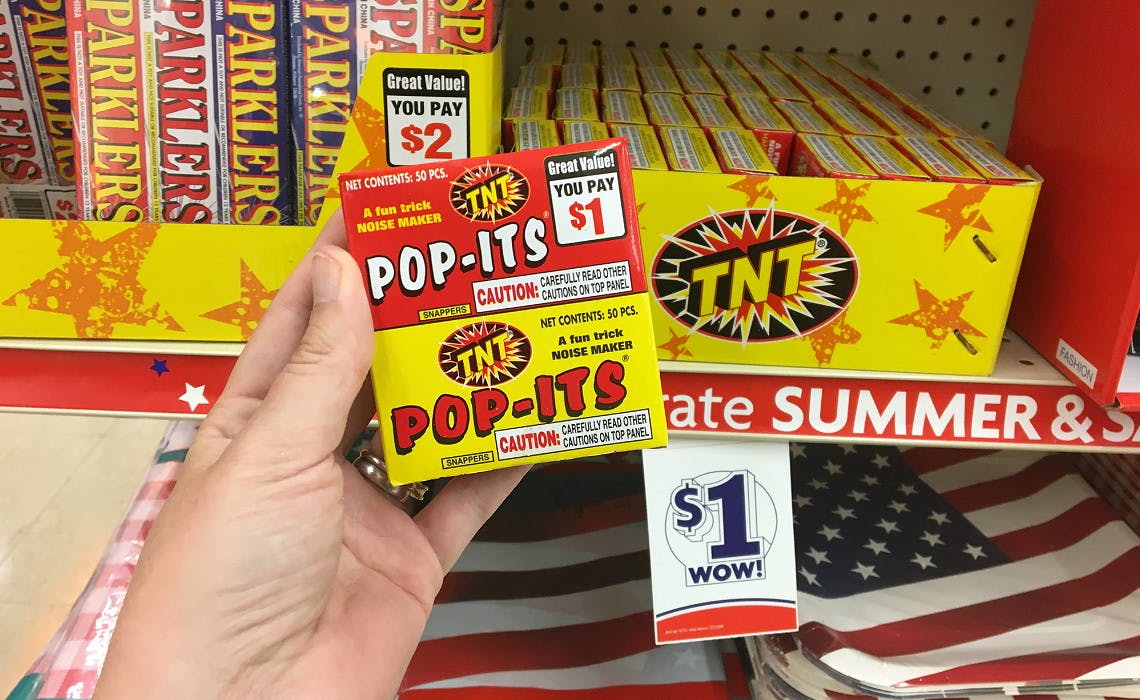 SPARKLERS
SPARKLERS
SPARKLERS
SPARKLERS
SPARKLERS
Great Value!
YOU PAY
$2
NET CONTENTS: 50 PCS.
TNT
Great Value!
YOU PAY
$1
A fun trick
NOISE MAKER
POP-ITS®
CAUTION: CAREFULLY READ OTHER
CAUTIONS ON TOP PANEL
SNAPPERS
NET CONTENTS: 50 PCS.
TNT
A fun trick
NOISE MAKER
POP-ITS®
CAUTION: CAREFULLY READ OTHER
CAUTIONS ON TOP PANEL
SNAPPERS
TNT®
FASHION
rate SUMMER & S
$1
WOW!